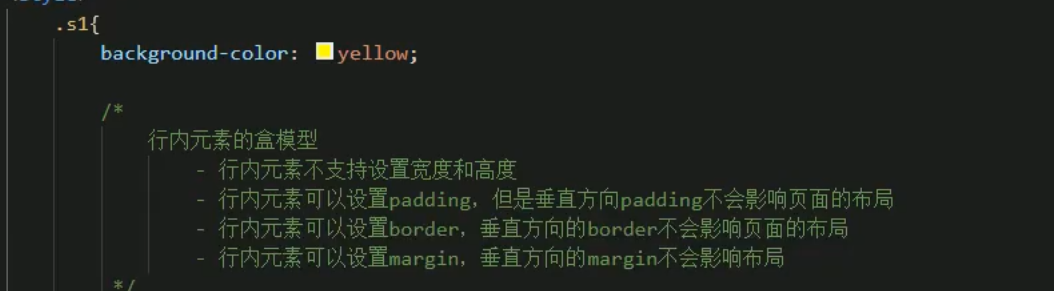 .s1{
background-color: yellow;
/*
行内元素的盒模型
- 行内元素不支持设置宽度和高度
- 行内元素可以设置padding，但是垂直方向padding不会影响页面的布局
- 行内元素可以设置border，垂直方向的border不会影响页面的布局
- 行内元素可以设置margin，垂直方向的margin不会影响布局
*/